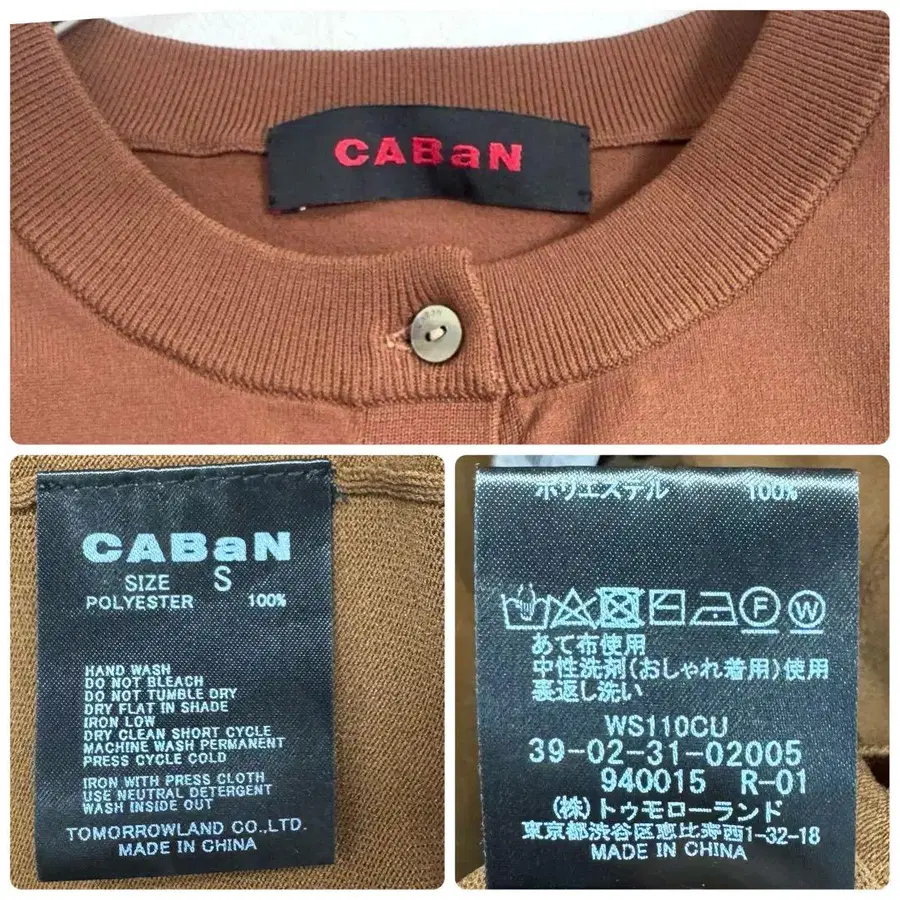 CABaN
CABaN
SIZE S
POLYESTER 100%
HAND WASH
DO NOT BLEACH
DO NOT TUMBLE DRY
DRY FLAT IN SHADE
IRON LOW
DRY CLEAN SHORT CYCLE
MACHINE WASH PERMANENT
PRESS CYCLE COLD
IRON WITH PRESS CLOTH
USE NEUTRAL DETERGENT
WASH INSIDE OUT
TOMORROWLAND CO.,LTD.
MADE IN CHINA
ポリエステル 100%
F W
あて布使用
中性洗剤(おしゃれ着用)使用
裏返し洗い
WS110CU
39-02-31-02005
940015 R-01
(株)トゥモローランド
東京都渋谷区恵比寿西1-32-18
MADE IN CHINA